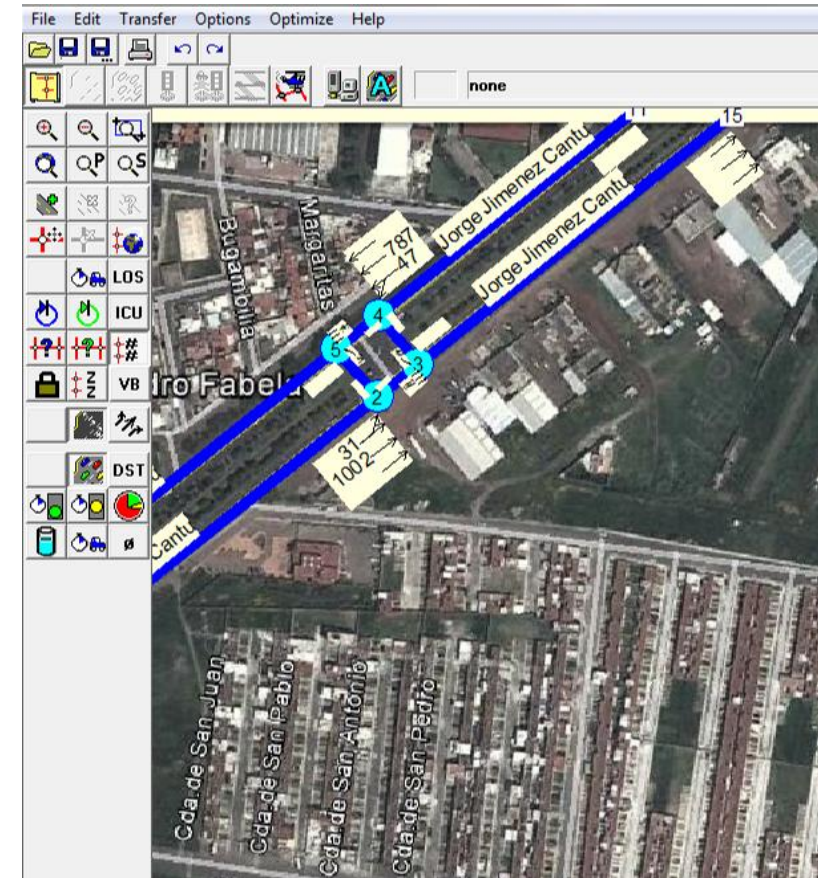 File Edit Transfer Options Optimize Help
none
LOS
ICU
VB
DST
11
15
Jorge Jimenez Cantu
Jorge Jimenez Cantu
Margaritas
Bugambilia
787
47
4
5
3
2
dro Fabela
31
1002
Cantu
Cda.de San Juan
Cda.de San Pablo
Cda.de San Antonio
Cda.de San Pedro